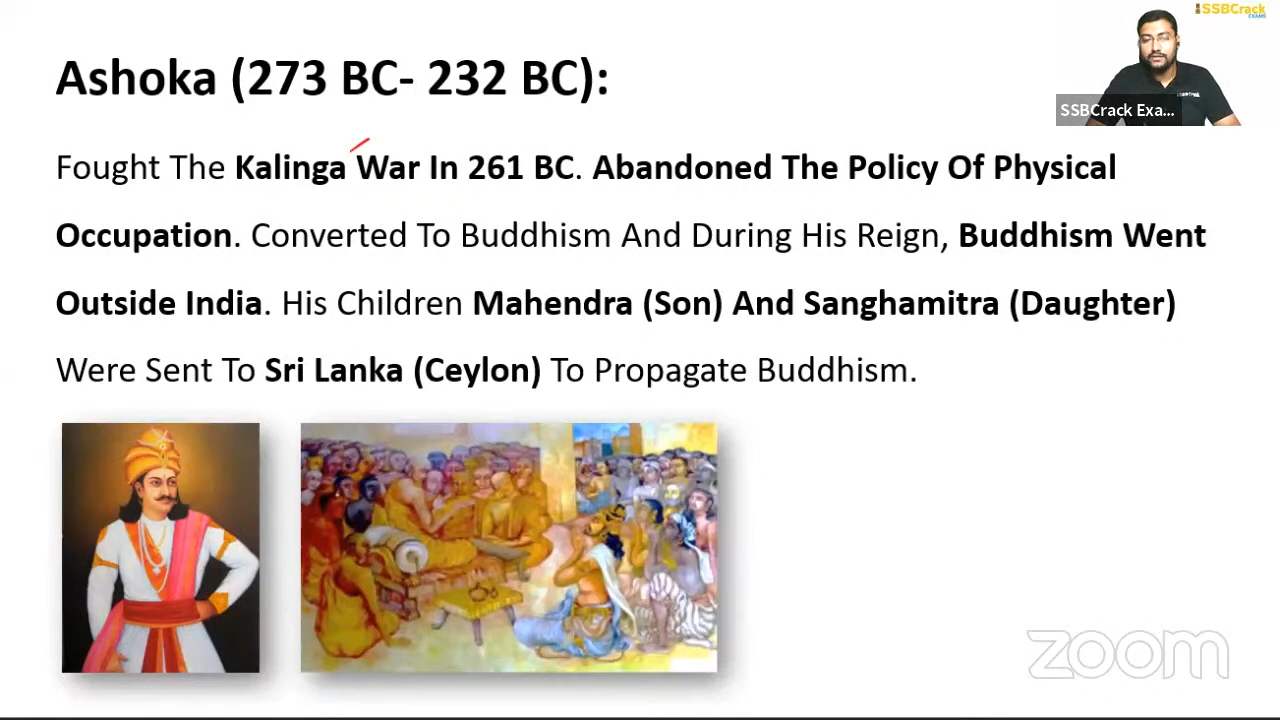 SSBCrack
EXAMS
Ashoka (273 BC- 232 BC):
SSBCrack Exa...
Fought The Kalinga War In 261 BC. Abandoned The Policy Of Physical
Occupation. Converted To Buddhism And During His Reign, Buddhism Went
Outside India. His Children Mahendra (Son) And Sanghamitra (Daughter)
Were Sent To Sri Lanka (Ceylon) To Propagate Buddhism.
zoom